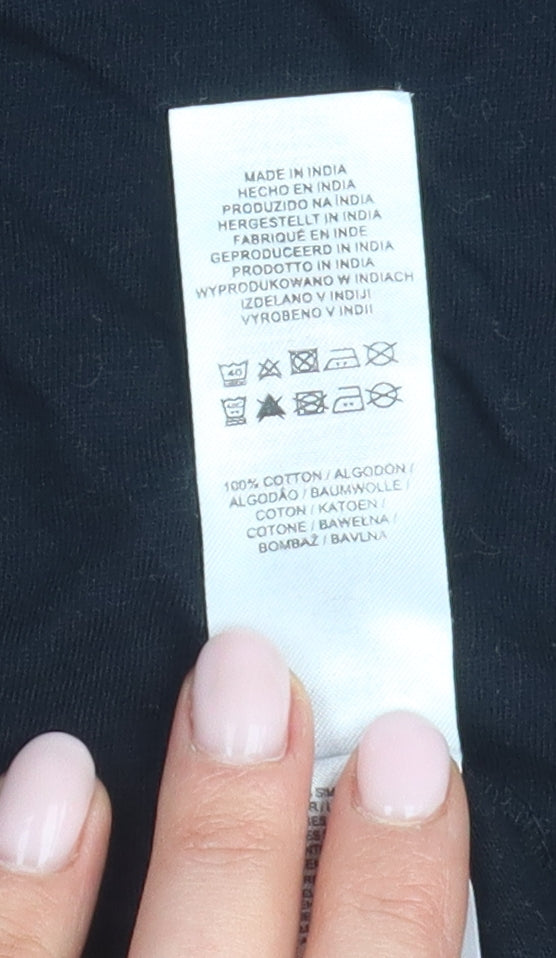 MADE IN INDIA
HECHO EN INDIA
PRODUZIDO NA ÍNDIA
HERGESTELLT IN INDIA
FABRIQUÉ EN INDE
GEPRODUCEERD IN INDIA
PRODOTTO IN INDIA
WYPRODUKOWANO W INDIACH
IZDELANO V INDIJI
VYROBENO V INDII
40
100% COTTON / ALGODÓN /
ALGODÃO / BAUMWOLLE /
COTON / KATOEN /
COTONE / BAWEŁNA /
BOMBAŽ / BAVLNA